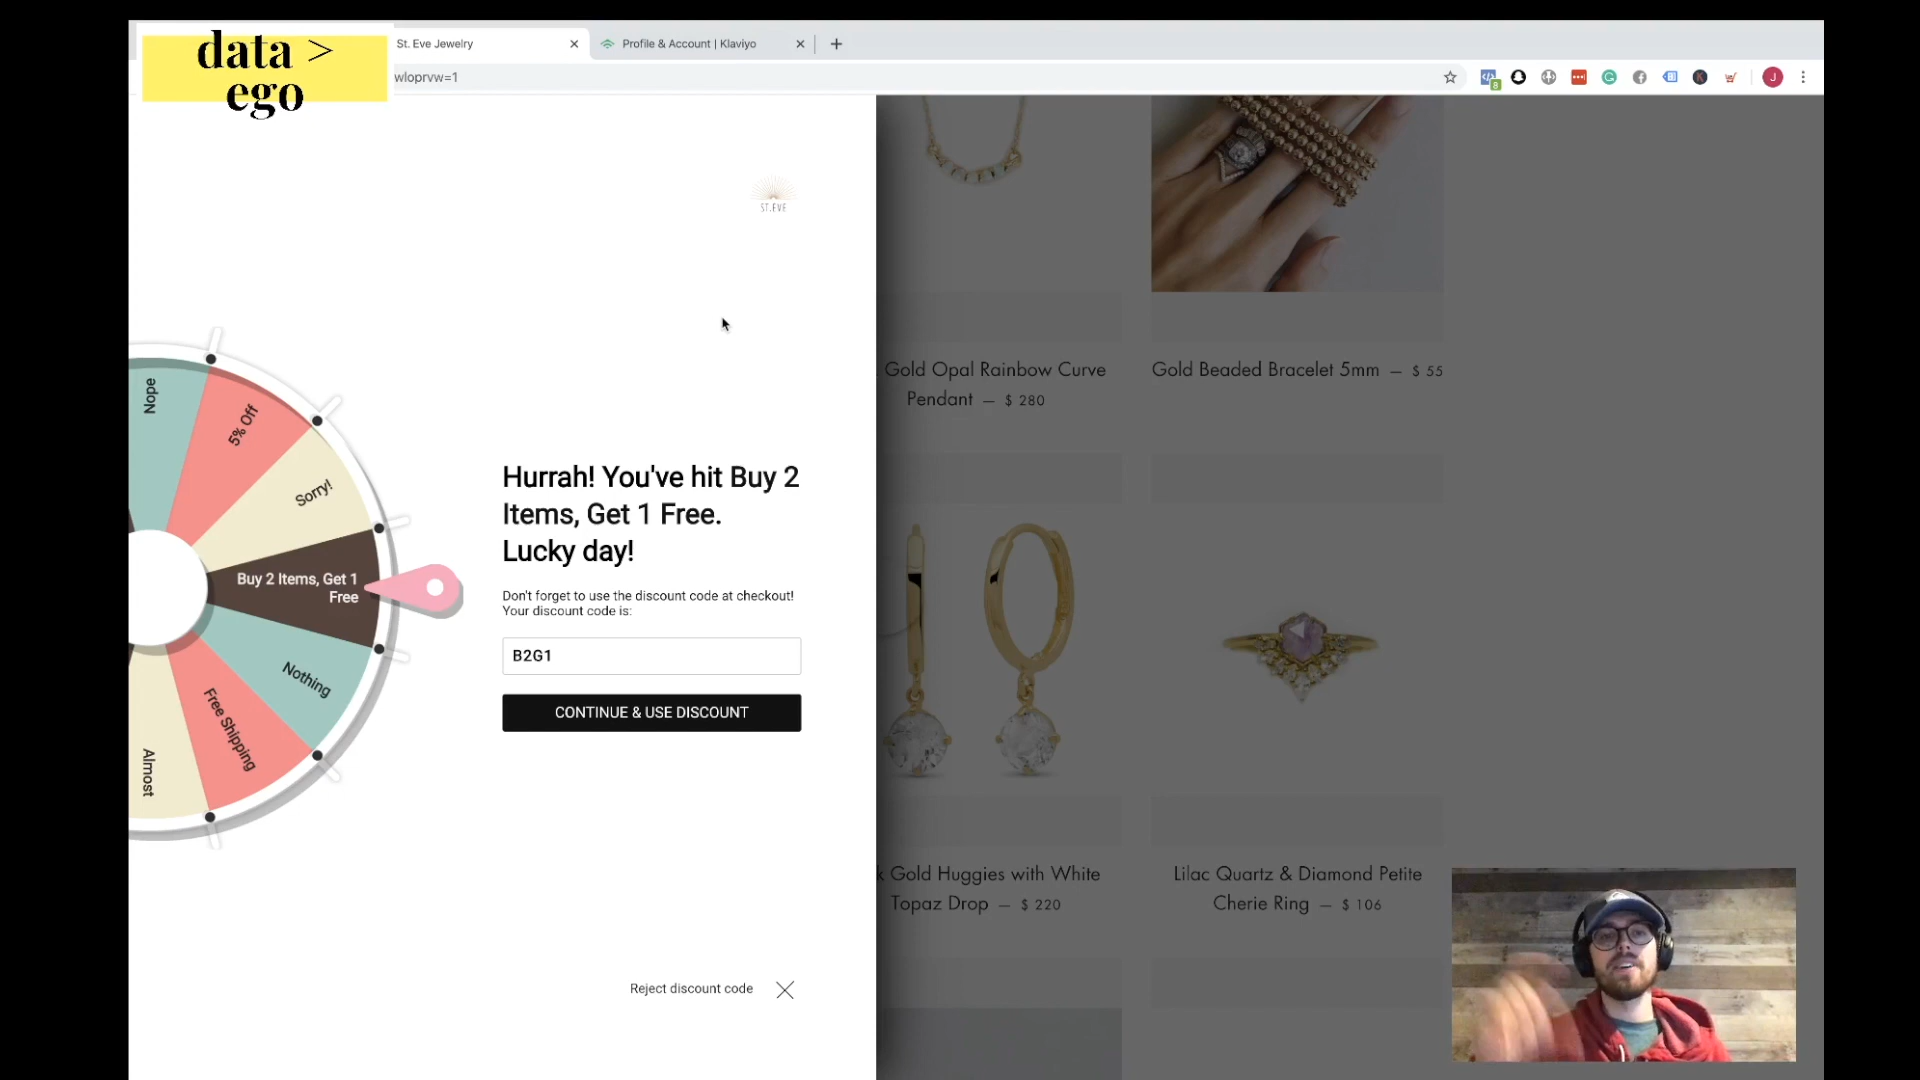 data >
ego
St. Eve Jewelry
Profile & Account | Klaviyo
wloprvw=1
8
J
ST.EVE
Nope
5% Off
Sorry!
Buy 2 Items, Get 1
Free
Nothing
Free Shipping
Almost
Hurrah! You've hit Buy 2
Items, Get 1 Free.
Lucky day!
Don't forget to use the discount code at checkout!
Your discount code is:
B2G1
CONTINUE & USE DISCOUNT
Reject discount code
Gold Opal Rainbow Curve
Pendant — $ 280
Gold Beaded Bracelet 5mm — $ 55
k Gold Huggies with White
Topaz Drop — $ 220
Lilac Quartz & Diamond Petite
Cherie Ring — $ 106